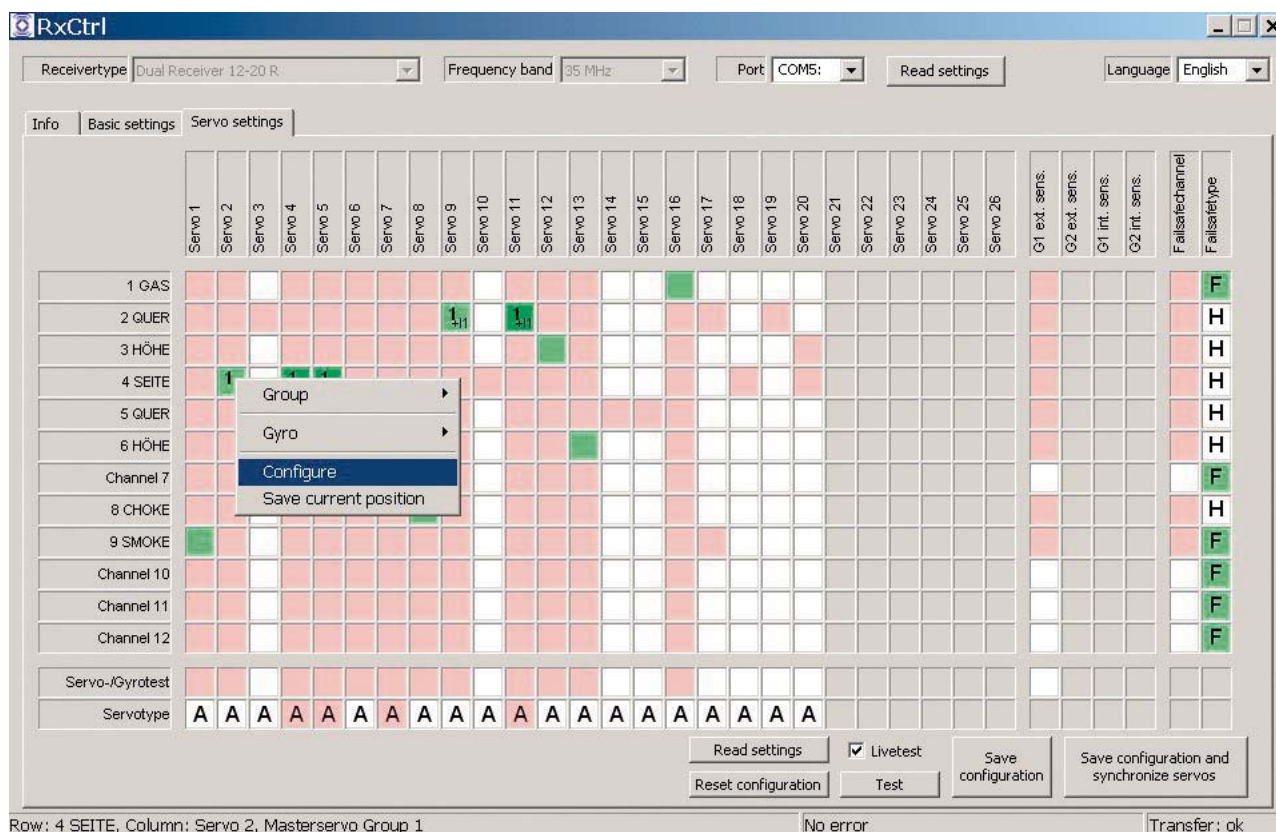 RxCtrl
Receivertype Dual Receiver 12-20 R Frequency band 35 MHz Port COM5: Read settings Language English
Info Basic settings Servo settings
Servo 1 Servo 2 Servo 3 Servo 4 Servo 5 Servo 6 Servo 7 Servo 8 Servo 9 Servo 10 Servo 11 Servo 12 Servo 13 Servo 14 Servo 15 Servo 16 Servo 17 Servo 18 Servo 19 Servo 20 Servo 21 Servo 22 Servo 23 Servo 24 Servo 25 Servo 26 G1 ext. sens. G2 ext. sens. G1 int. sens. G2 int. sens. Failsafechannel Failsafetype
1 GAS F
2 QUER 1+I1 1+I1 H
3 HÖHE H
4 SEITE 1 1 1 H
Group
5 QUER H
Gyro
6 HÖHE H
Configure
Channel 7 F
Save current position
8 CHOKE H
9 SMOKE F
Channel 10 F
Channel 11 F
Channel 12 F
Servo-/Gyrotest
Servotype A A A A A A A A A A A A A A A A A A A A
Read settings Livetest Save configuration Save configuration and synchronize servos
Reset configuration Test
Row: 4 SEITE, Column: Servo 2, Masterservo Group 1 No error Transfer: ok